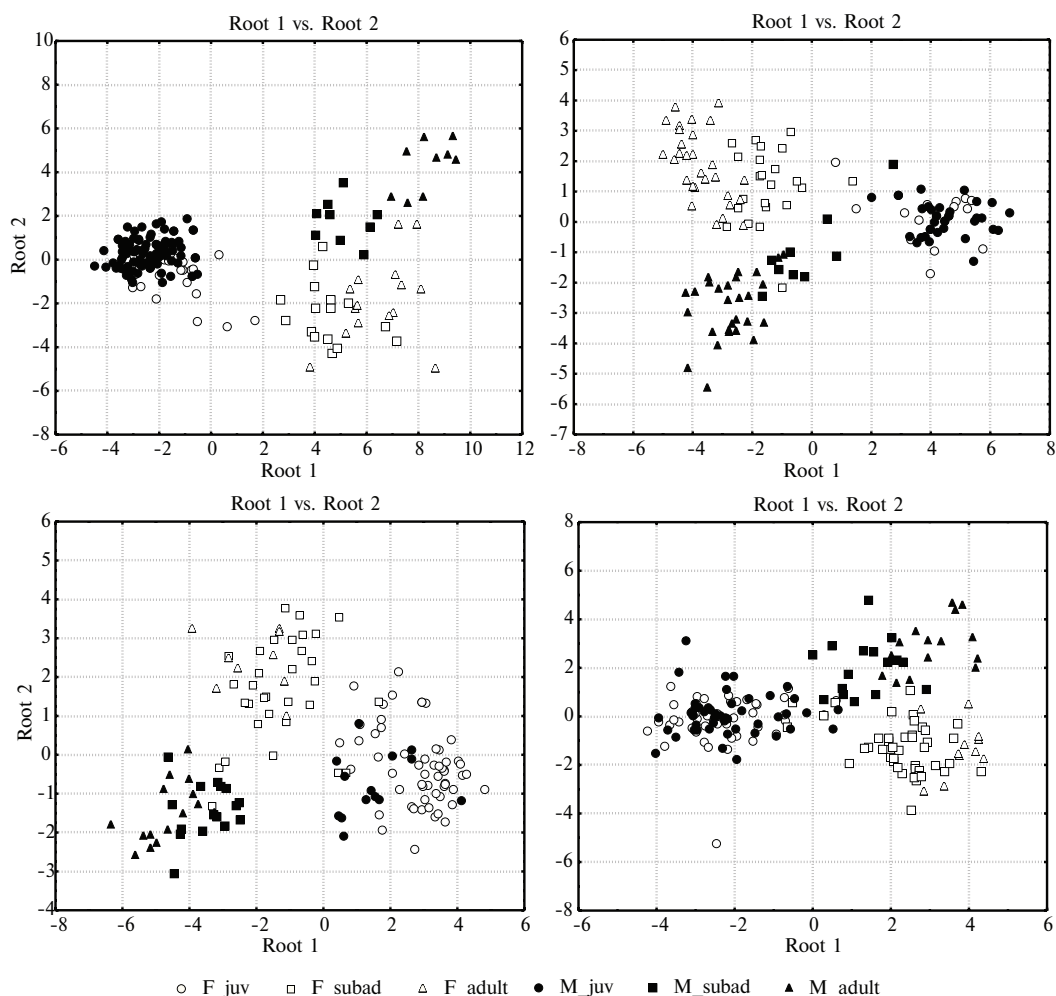 Root 1 vs. Root 2
10
8
6
4
2
0
-2
-4
-6
-8
Root 2
-6 -4 -2 0 2 4 6 8 10 12
Root 1
Root 1 vs. Root 2
6
5
4
3
2
1
0
-1
-2
-3
-4
-5
-6
-7
-8 -6 -4 -2 0 2 4 6 8
Root 1
Root 1 vs. Root 2
6
5
4
3
2
1
0
-1
-2
-3
-4
Root 2
-8 -6 -4 -2 0 2 4 6
Root 1
Root 1 vs. Root 2
8
6
4
2
0
-2
-4
-6
-8
-6 -4 -2 0 2 4 6
Root 1
F_juv F_subad F_adult M_juv M_subad M_adult